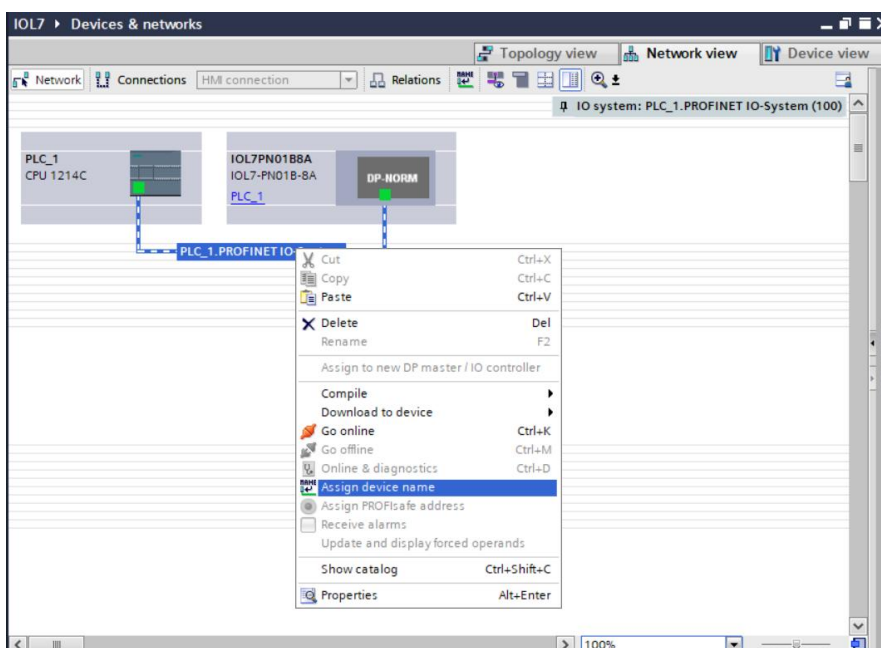 IOL7 ▸ Devices & networks
Topology view Network view Device view
Network Connections HMI connection Relations
IO system: PLC_1.PROFINET IO-System (100)
PLC_1
CPU 1214C
IOL7PN01B8A
IOL7-PN01B-8A
PLC_1
DP-NORM
PLC_1.PROFINET IO-
Cut Ctrl+X
Copy Ctrl+C
Paste Ctrl+V
Delete Del
Rename F2
Assign to new DP master / IO controller
Compile
Download to device
Go online Ctrl+K
Go offline Ctrl+M
Online & diagnostics Ctrl+D
Assign device name
Assign PROFIsafe address
Receive alarms
Update and display forced operands
Show catalog Ctrl+Shift+C
Properties Alt+Enter
100%